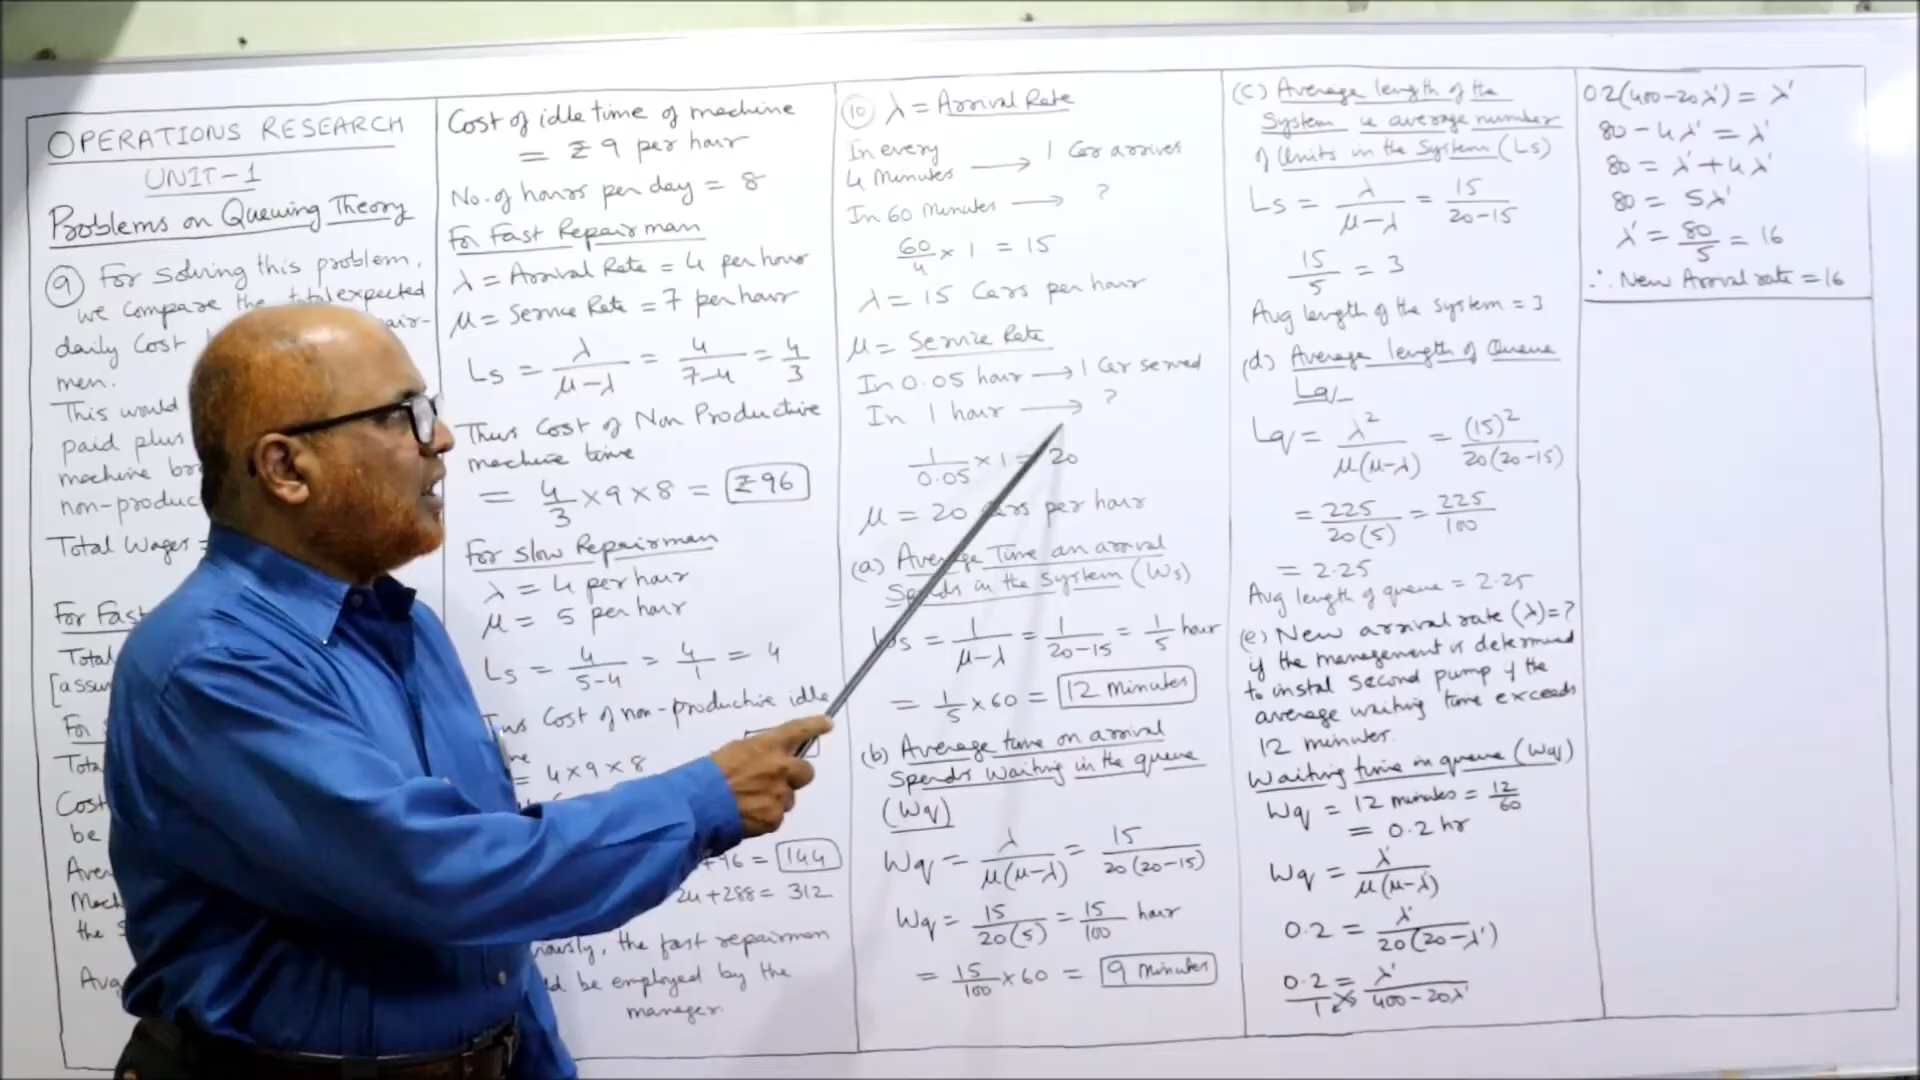 OPERATIONS RESEARCH
UNIT-1
Problems on Queuing Theory
⑨ For solving this problem,
we compare the total expected
daily Cost
men.
This would
paid plus
machine
non-produc
Total Wages =
For Fast
Total
[assu
For
Tota
Cost
be
Aver
Mach
the S
Avg
Cost of idle time of machine
= ₹9 per hour
No. of hours per day = 8
For Fast Repairman
λ = Arrival Rate = 4 per hour
μ = Service Rate = 7 per hour
Ls = λ/(μ-λ) = 4/(7-4) = 4/3
Thus Cost of Non Productive
machine time
= 4/3 × 9 × 8 = ₹96
For Slow Repairman
λ = 4 per hour
μ = 5 per hour
Ls = 4/(5-4) = 4/1 = 4
Thus Cost of non-productive idle
= 4×9×8
+96 = 144
24+288 = 312
the fast repairman
be employed by the
manager.
⑩ λ = Arrival Rate
In every
4 Minutes → 1 Car arrives
In 60 Minutes → ?
60/4 × 1 = 15
λ = 15 Cars per hour
μ = Service Rate
In 0.05 hour → 1 Car served
In 1 hour → ?
1/0.05 × 1 = 20
μ = 20 Cars per hour
(a) Average Time an arrival
Spends in the System (Ws)
Ws = 1/(μ-λ) = 1/(20-15) = 1/5 hour
= 1/5 × 60 = 12 Minutes
(b) Average time an arrival
Spends waiting in the queue
(Wq)
Wq = λ/μ(μ-λ) = 15/20(20-15)
Wq = 15/20(5) = 15/100 hour
= 15/100 × 60 = 9 Minutes
(c) Average length of the
System ie average number
of Units in the System (Ls)
Ls = λ/(μ-λ) = 15/(20-15)
15/5 = 3
Avg length of the system = 3
(d) Average length of Queue
Lq
Lq = λ²/μ(μ-λ) = (15)²/20(20-15)
= 225/20(5) = 225/100
= 2.25
Avg length of queue = 2.25
(e) New arrival rate (λ)=?
if the management is determined
to instal second pump if the
average waiting time exceeds
12 minutes.
Waiting time in queue (Wq)
Wq = 12 minutes = 12/60
= 0.2 hr
Wq = λ'/μ(μ-λ')
0.2 = λ'/20(20-λ')
0.2/1 = λ'/400-20λ'
0.2(400-20λ') = λ'
80-4λ' = λ'
80 = λ'+4λ'
80 = 5λ'
λ' = 80/5 = 16
∴ New Arrival rate = 16